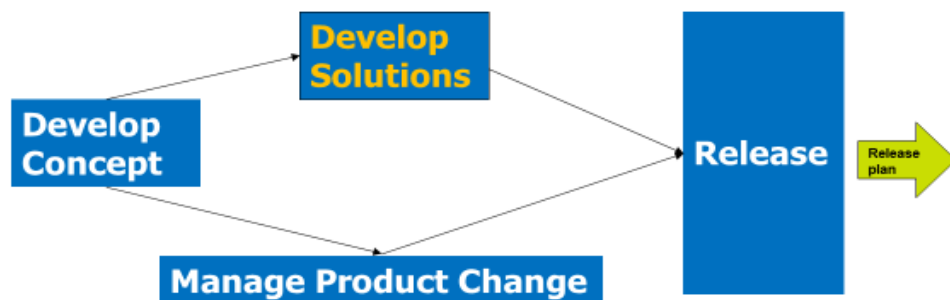 Develop
Solutions
Develop
Concept
Release
Release
plan
Manage Product Change